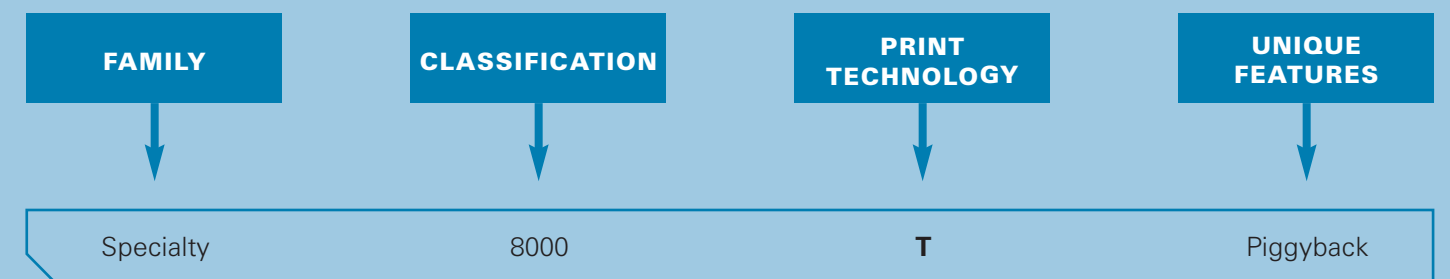 FAMILY
CLASSIFICATION
PRINT
TECHNOLOGY
UNIQUE
FEATURES
Specialty
8000
T
Piggyback